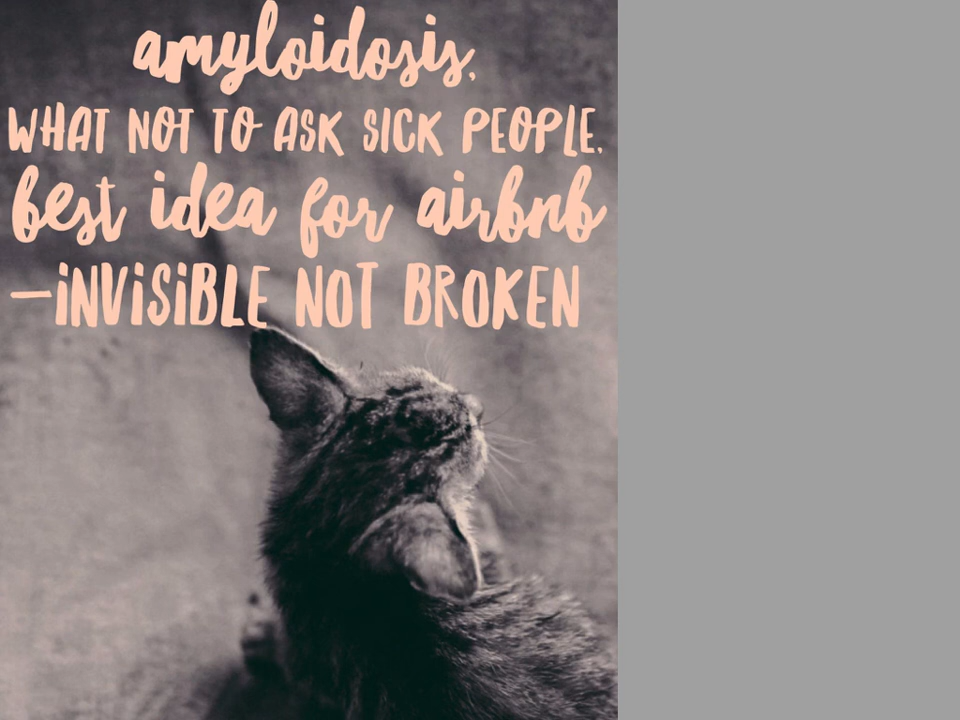 amyloidosis,
WHAT NOT TO ASK SICK PEOPLE,
best idea for airbnb
–iNViSiBLE NOT BROKEN